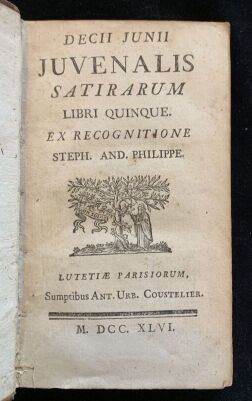 DECII JUNII
JUVENALIS
SATIRARUM
LIBRI QUINQUE.
EX RECOGNITIONE
STEPH. AND. PHILIPPE.
LUTETIÆ PARISIORUM,
Sumptibus ANT. URB. COUSTELIER.
M. DCC. XLVI.